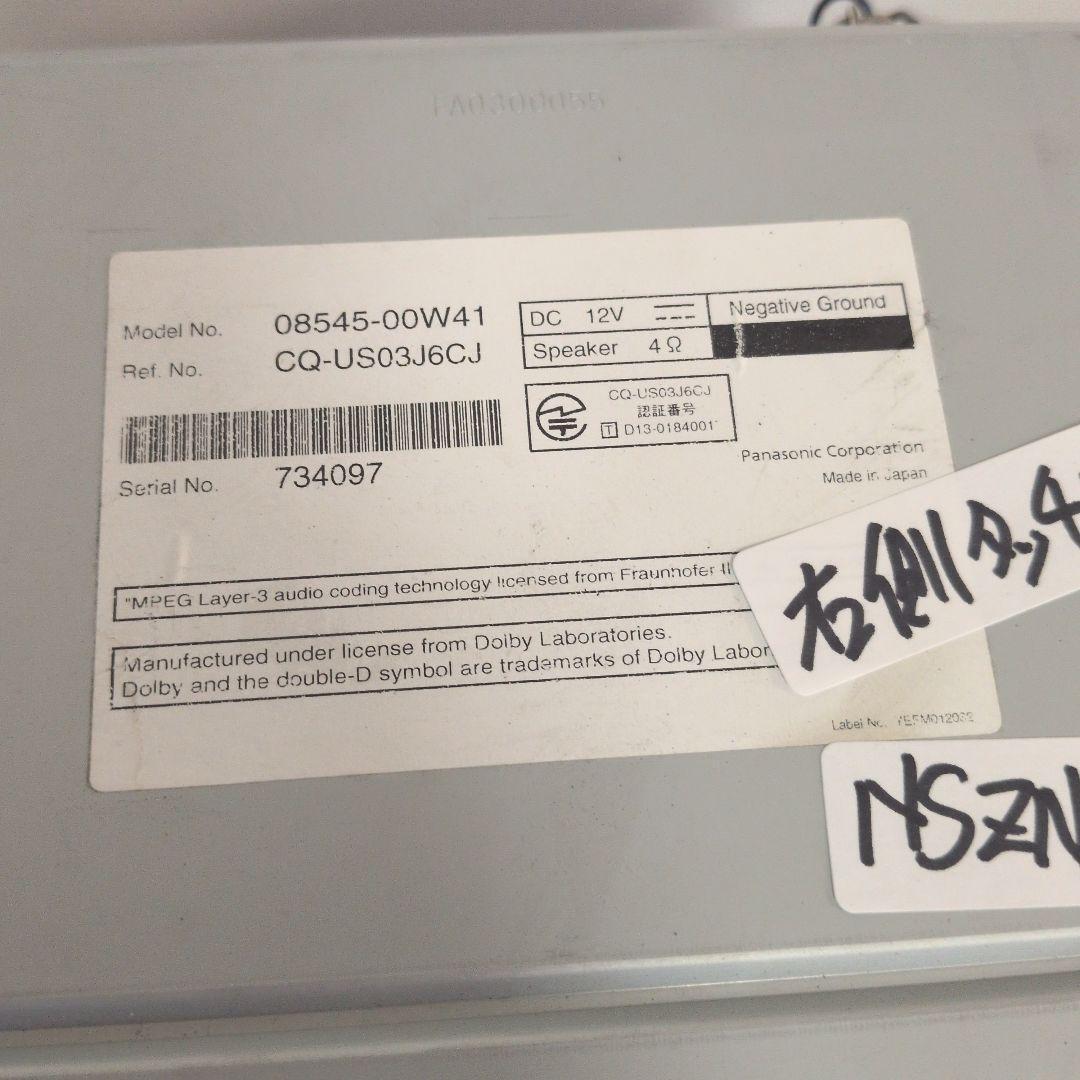 FA0300055
Model No. 08545-00W41
Ref. No. CQ-US03J6CJ
Serial No. 734097
DC 12V
Negative Ground
Speaker 4Ω
CQ-US03J6CJ
認証番号
T D13-0184001
Panasonic Corporation
Made in Japan
"MPEG Layer-3 audio coding technology licensed from Fraunhofer
Manufactured under license from Dolby Laboratories.
Dolby and the double-D symbol are trademarks of Dolby Labor
Label No.
右側タッチ
NSZN